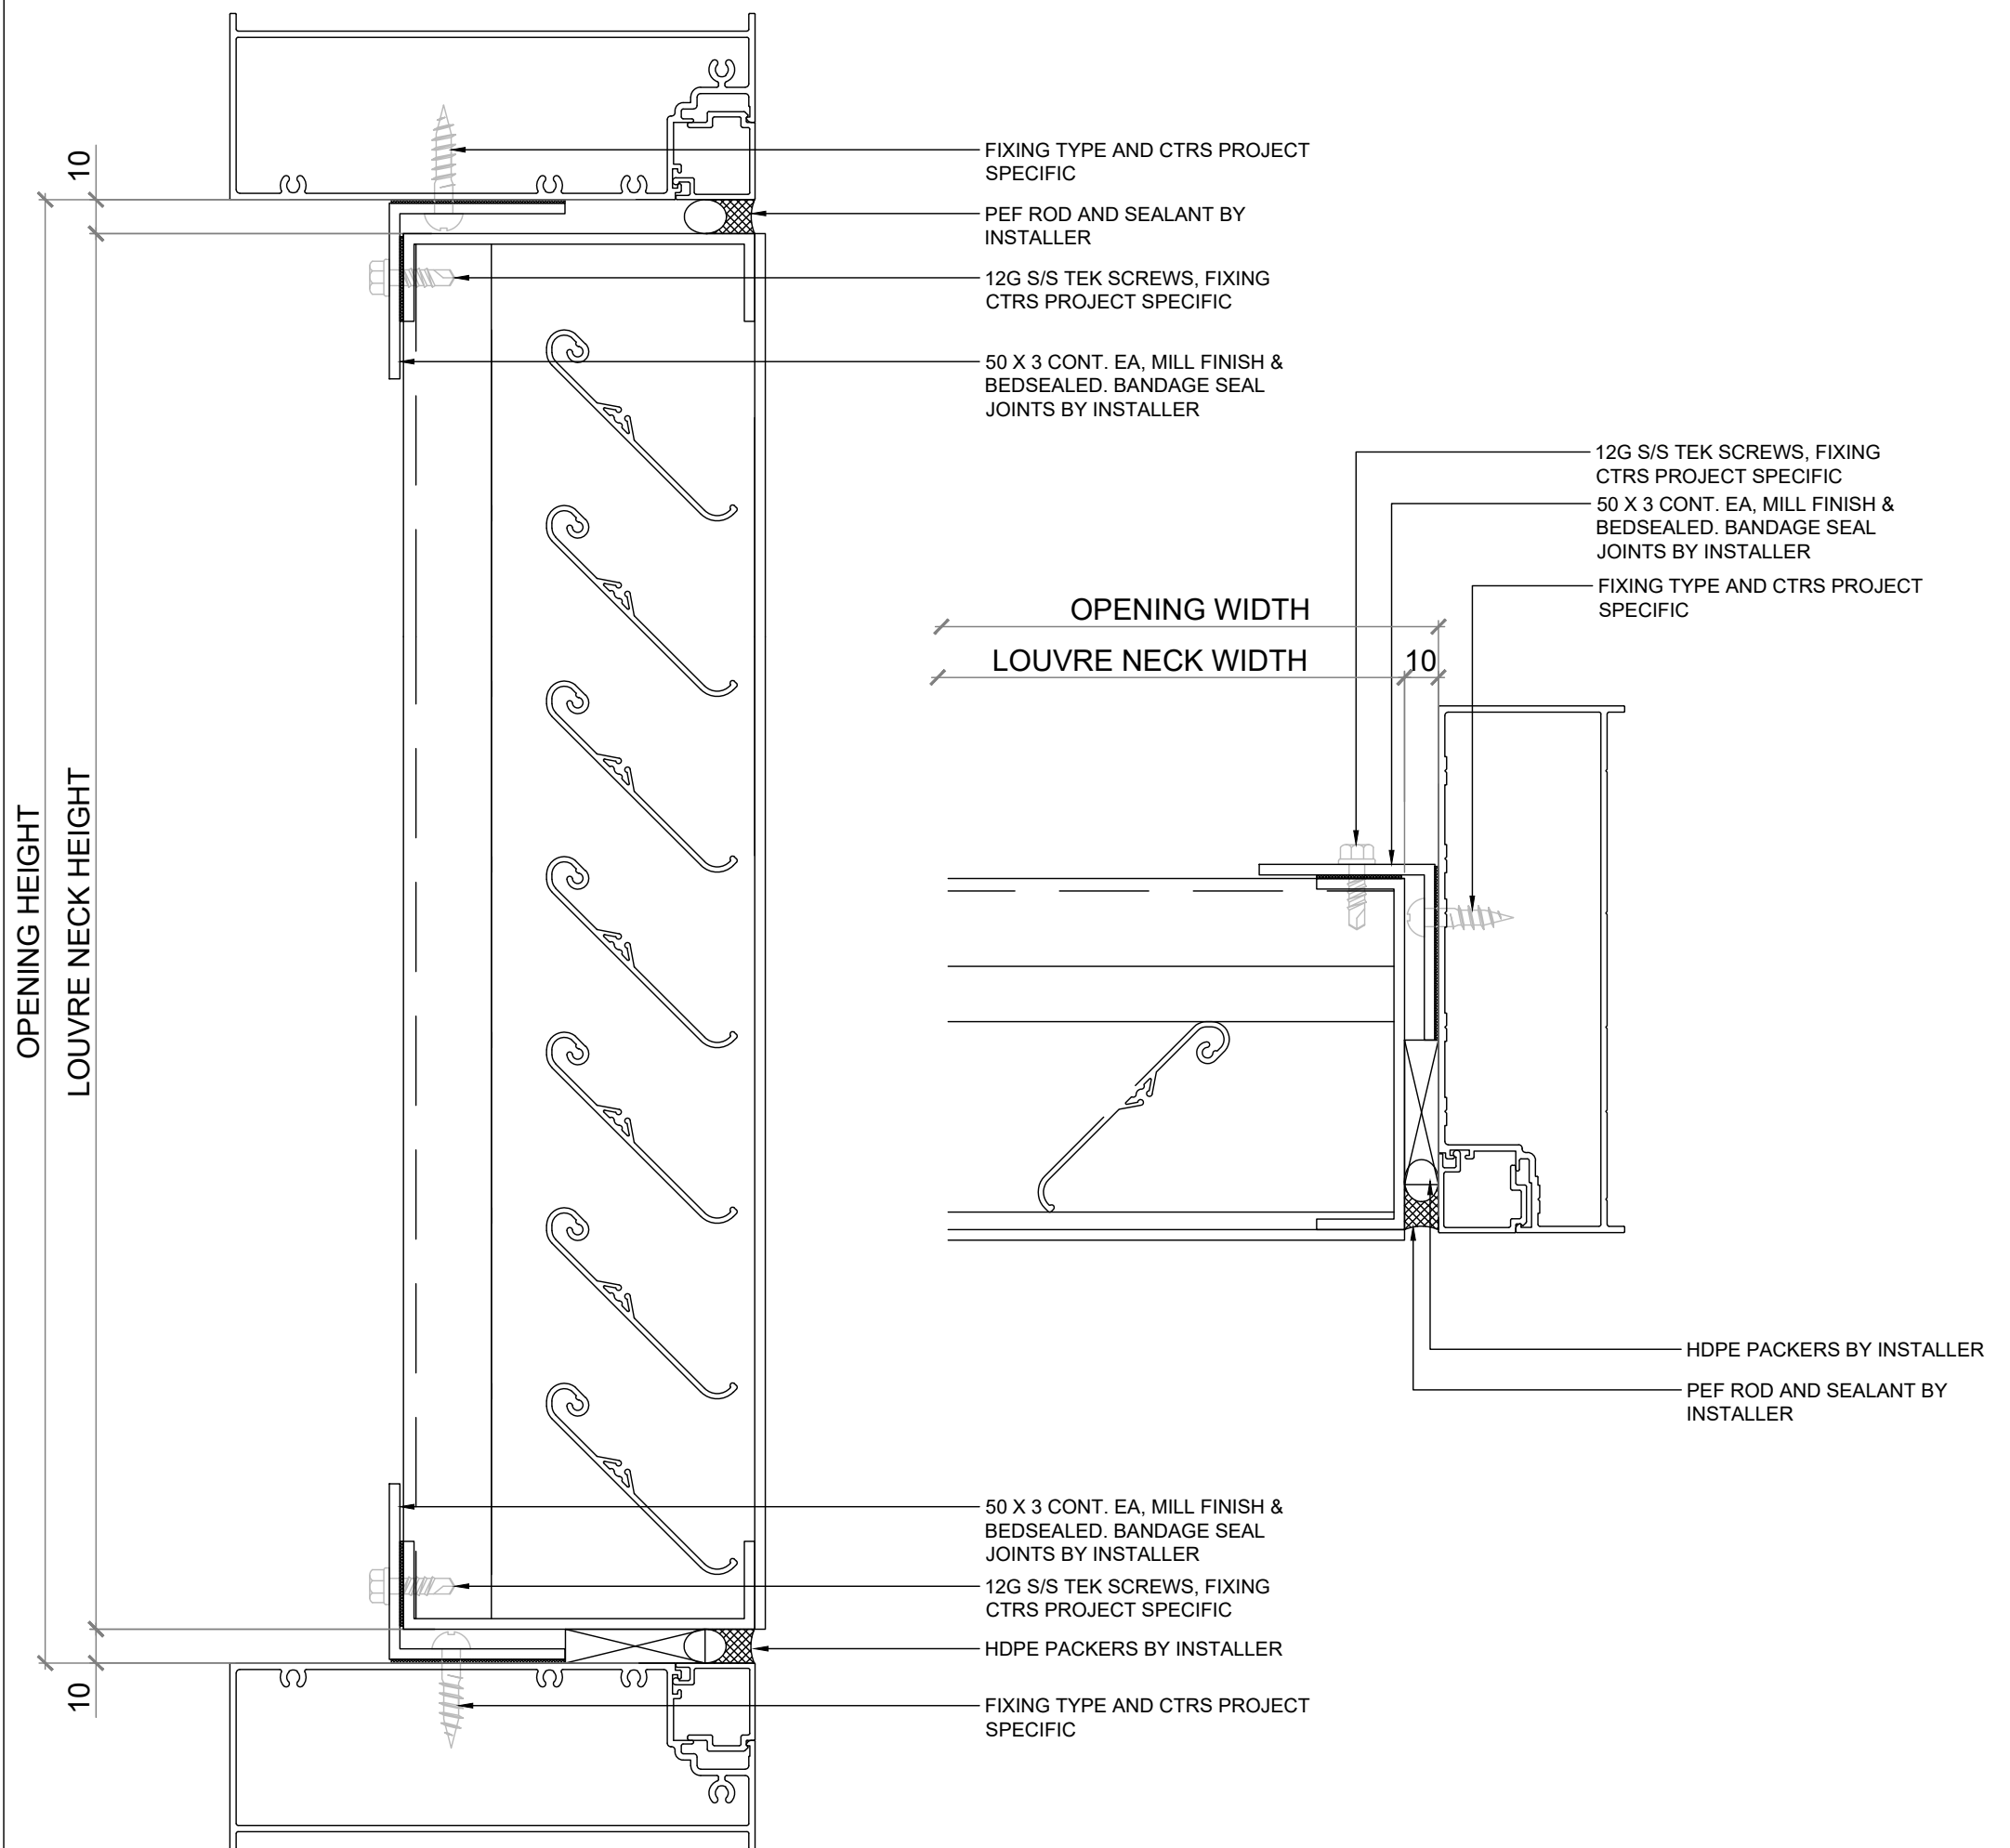 10
OPENING HEIGHT
LOUVRE NECK HEIGHT
10
FIXING TYPE AND CTRS PROJECT
SPECIFIC
PEF ROD AND SEALANT BY
INSTALLER
12G S/S TEK SCREWS, FIXING
CTRS PROJECT SPECIFIC
50 X 3 CONT. EA, MILL FINISH &
BEDSEALED. BANDAGE SEAL
JOINTS BY INSTALLER
50 X 3 CONT. EA, MILL FINISH &
BEDSEALED. BANDAGE SEAL
JOINTS BY INSTALLER
12G S/S TEK SCREWS, FIXING
CTRS PROJECT SPECIFIC
HDPE PACKERS BY INSTALLER
FIXING TYPE AND CTRS PROJECT
SPECIFIC
12G S/S TEK SCREWS, FIXING
CTRS PROJECT SPECIFIC
50 X 3 CONT. EA, MILL FINISH &
BEDSEALED. BANDAGE SEAL
JOINTS BY INSTALLER
FIXING TYPE AND CTRS PROJECT
SPECIFIC
OPENING WIDTH
LOUVRE NECK WIDTH
10
HDPE PACKERS BY INSTALLER
PEF ROD AND SEALANT BY
INSTALLER